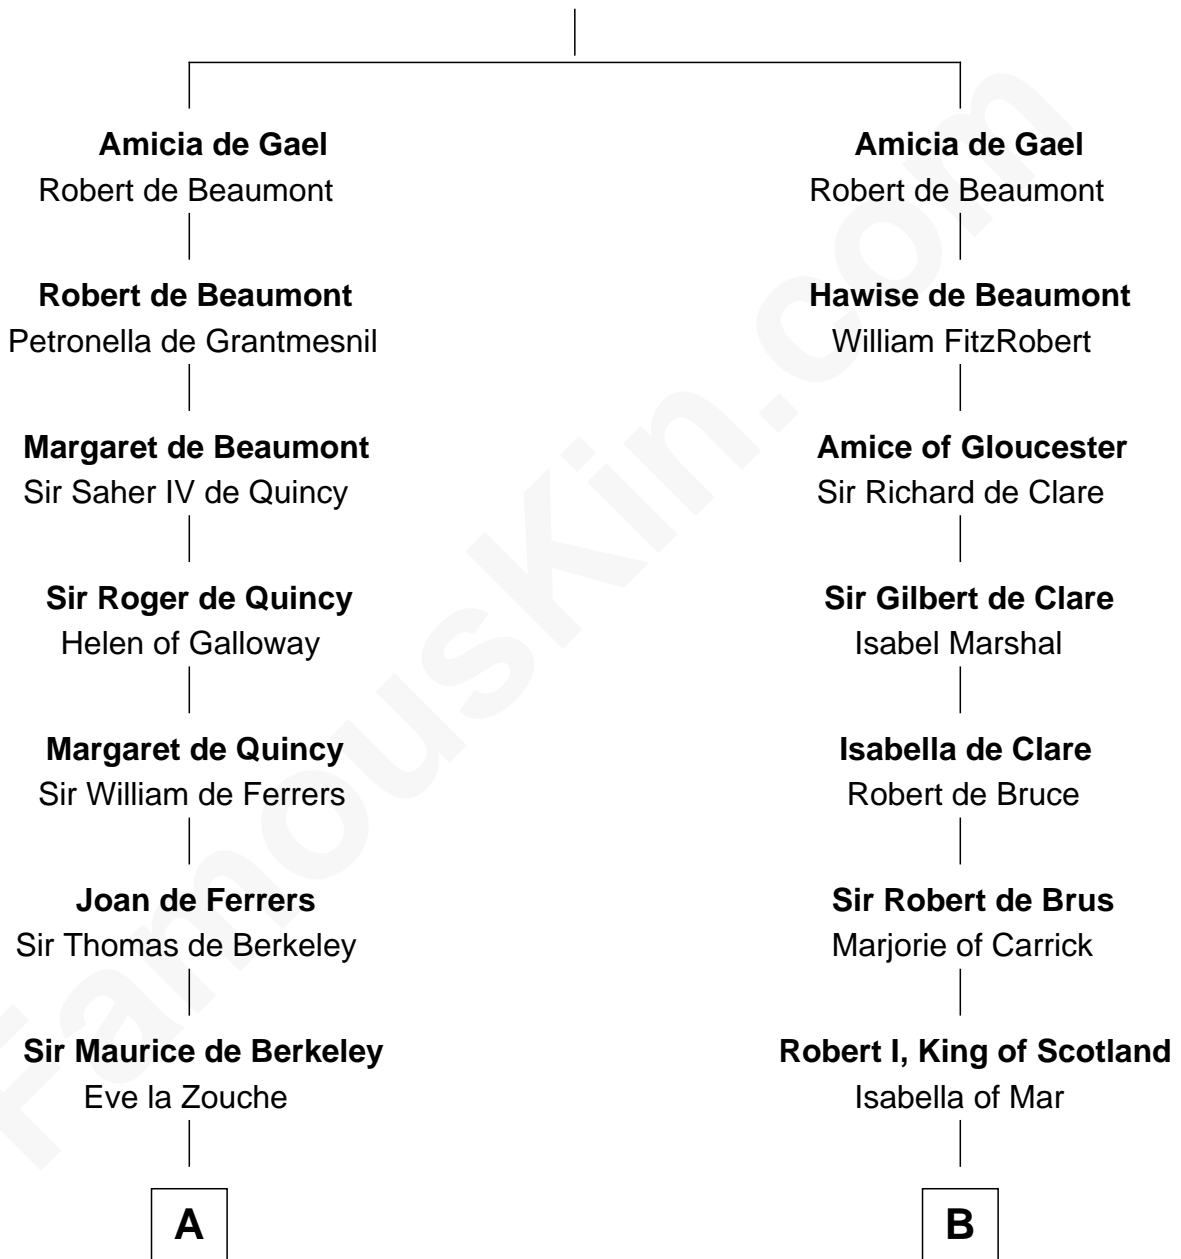 Amicia de Gael
Robert de Beaumont
Robert de Beaumont
Petronella de Grantmesnil
Margaret de Beaumont
Sir Saher IV de Quincy
Sir Roger de Quincy
Helen of Galloway
Margaret de Quincy
Sir William de Ferrers
Joan de Ferrers
Sir Thomas de Berkeley
Sir Maurice de Berkeley
Eve la Zouche
A
Amicia de Gael
Robert de Beaumont
Hawise de Beaumont
William FitzRobert
Amice of Gloucester
Sir Richard de Clare
Sir Gilbert de Clare
Isabel Marshal
Isabella de Clare
Robert de Bruce
Sir Robert de Brus
Marjorie of Carrick
Robert I, King of Scotland
Isabella of Mar
B
FamousKin.com